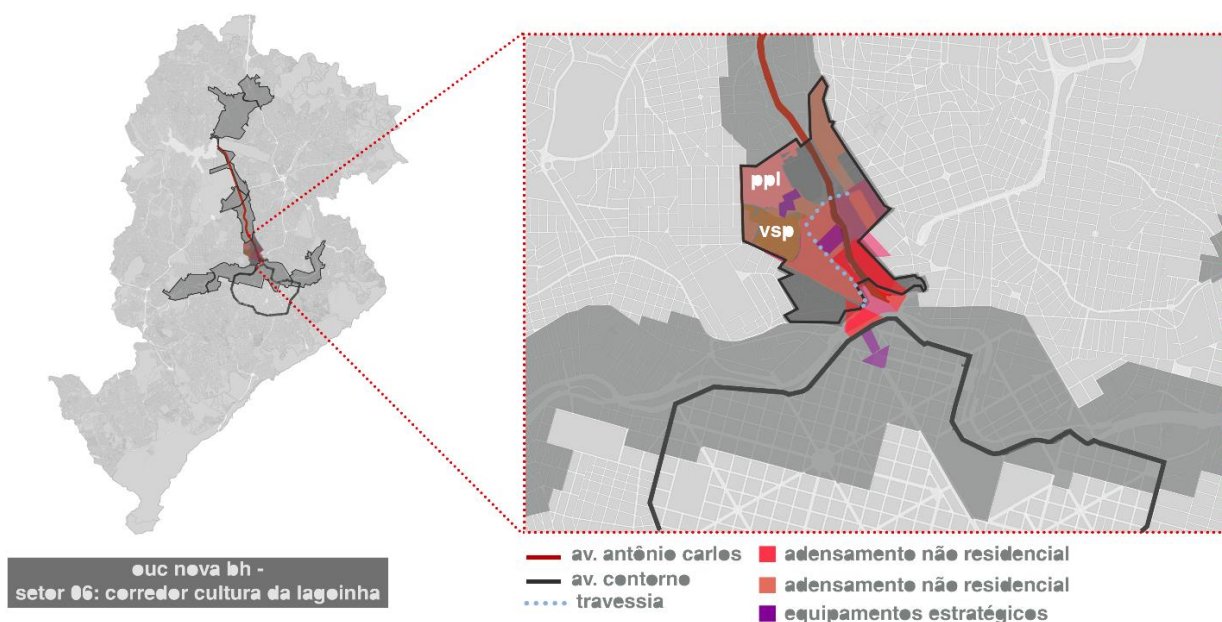 ppl
vsp
ouc nova bh -
setor 06: corredor cultura da lagoinha
av. antônio carlos
av. contorno
travessia
adensamento não residencial
adensamento não residencial
equipamentos estratégicos